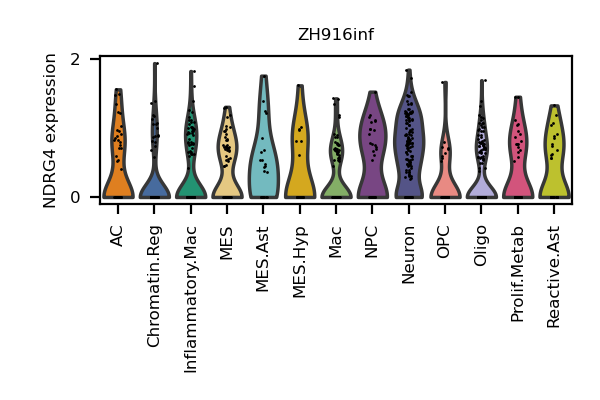 ZH916inf
NDRG4 expression
2
0
AC
Chromatin.Reg
Inflammatory.Mac
MES
MES.Ast
MES.Hyp
Mac
NPC
Neuron
OPC
Oligo
Prolif.Metab
Reactive.Ast